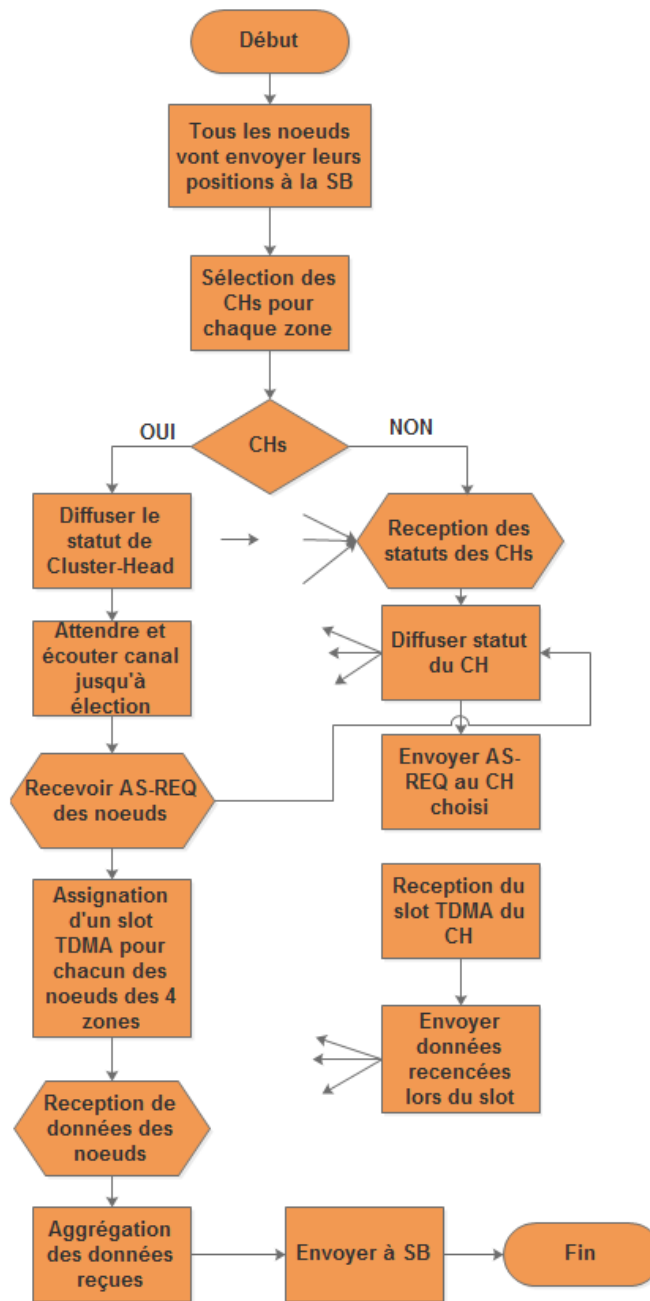 Début
Tous les noeuds
vont envoyer leurs
positions à la SB
Sélection des
CHs pour
chaque zone
CHs
OUI
NON
Diffuser le
statut de
Cluster-Head
Reception des
statuts des CHs
Attendre et
écouter canal
jusqu'à
élection
Diffuser statut
du CH
Recevoir AS-REQ
des noeuds
Envoyer AS-
REQ au CH
choisi
Assignation
d'un slot
TDMA pour
chacun des
noeuds des 4
zones
Reception du
slot TDMA du
CH
Envoyer
données
recencées
lors du slot
Reception de
données des
noeuds
Aggrégation
des données
reçues
Envoyer à SB
Fin